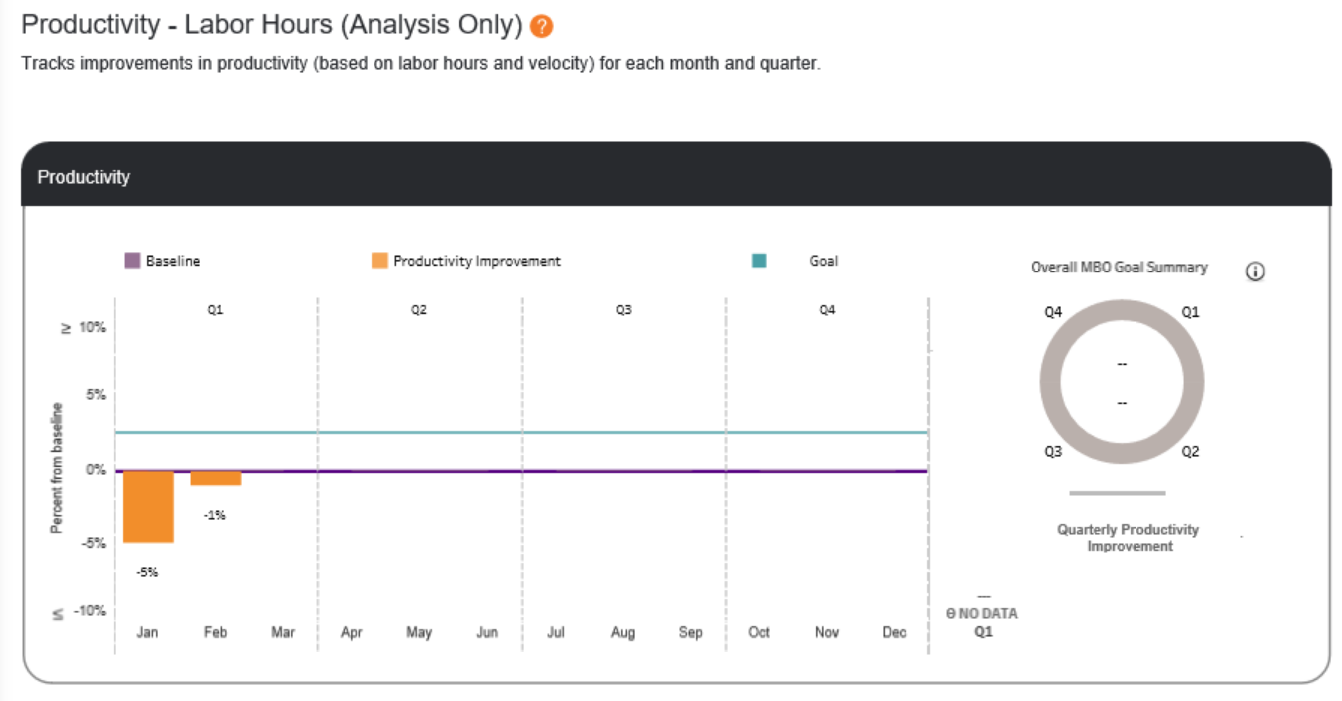 Productivity - Labor Hours (Analysis Only) ?
Tracks improvements in productivity (based on labor hours and velocity) for each month and quarter.
Productivity
Baseline
Productivity Improvement
Goal
Overall MBO Goal Summary
Q1
Q2
Q3
Q4
≥ 10%
5%
0%
-5%
≤ -10%
Percent from baseline
-5%
-1%
Jan
Feb
Mar
Apr
May
Jun
Jul
Aug
Sep
Oct
Nov
Dec
—
⊖ NO DATA
Q1
Q4
Q1
--
--
Q3
Q2
Quarterly Productivity
Improvement